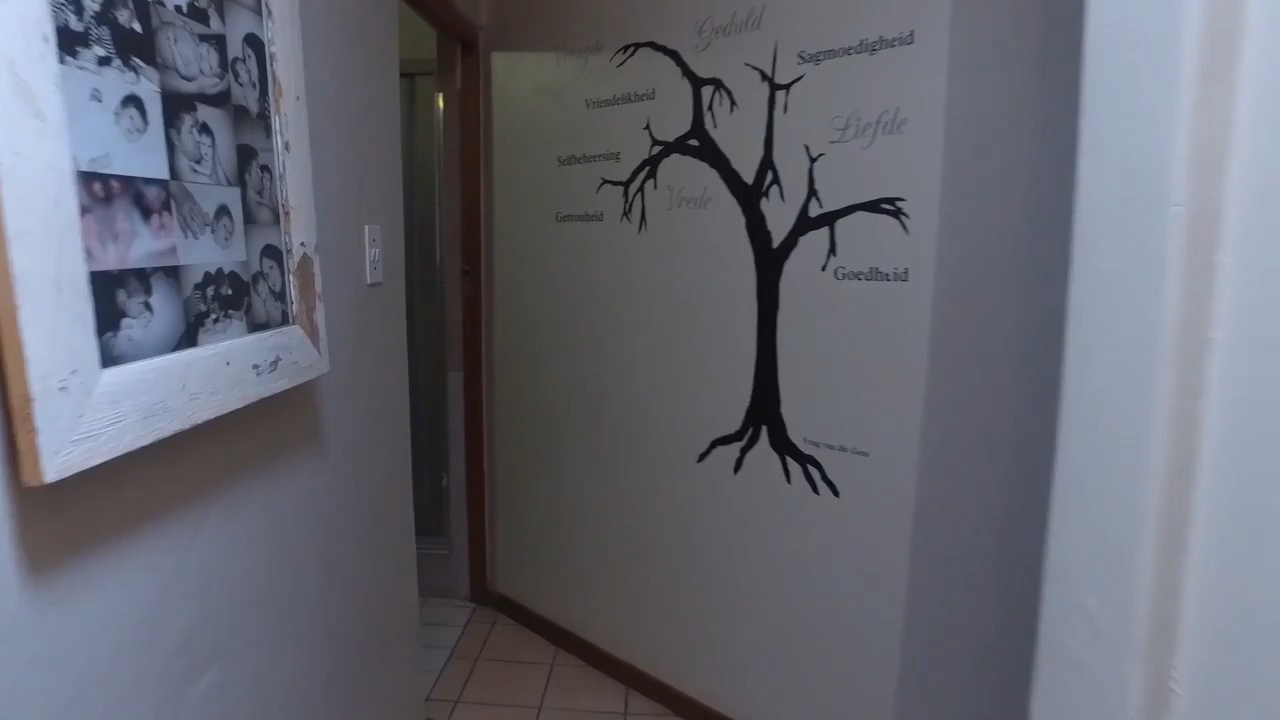 Geduld
Sagmoedigheid
Vriendelikheid
Liefde
Selfbeheersing
Vrede
Getrouheid
Goedheid